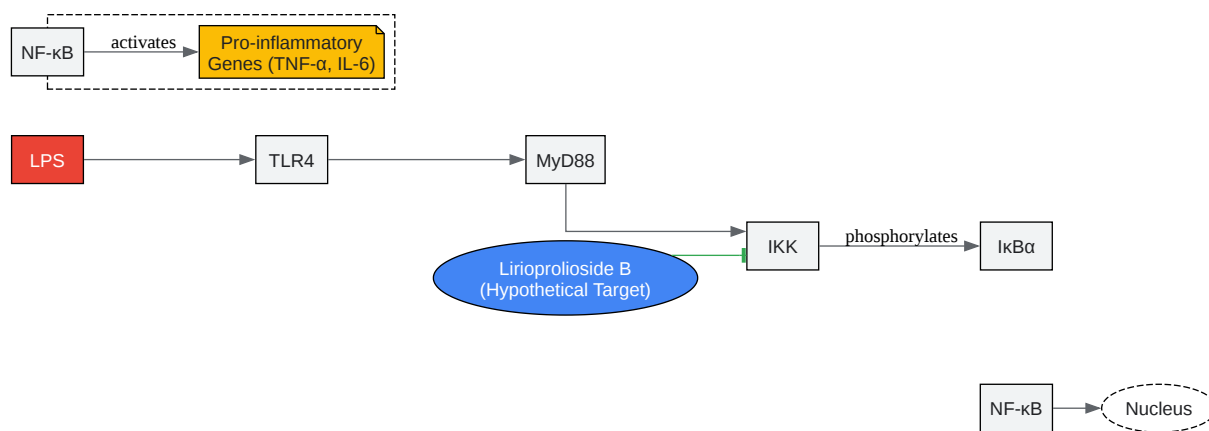 NF-κB
activates
Pro-inflammatory
Genes (TNF-α, IL-6)
LPS
TLR4
MyD88
IKK
phosphorylates
IκBα
Lirioprolioside B
(Hypothetical Target)
NF-κB
Nucleus